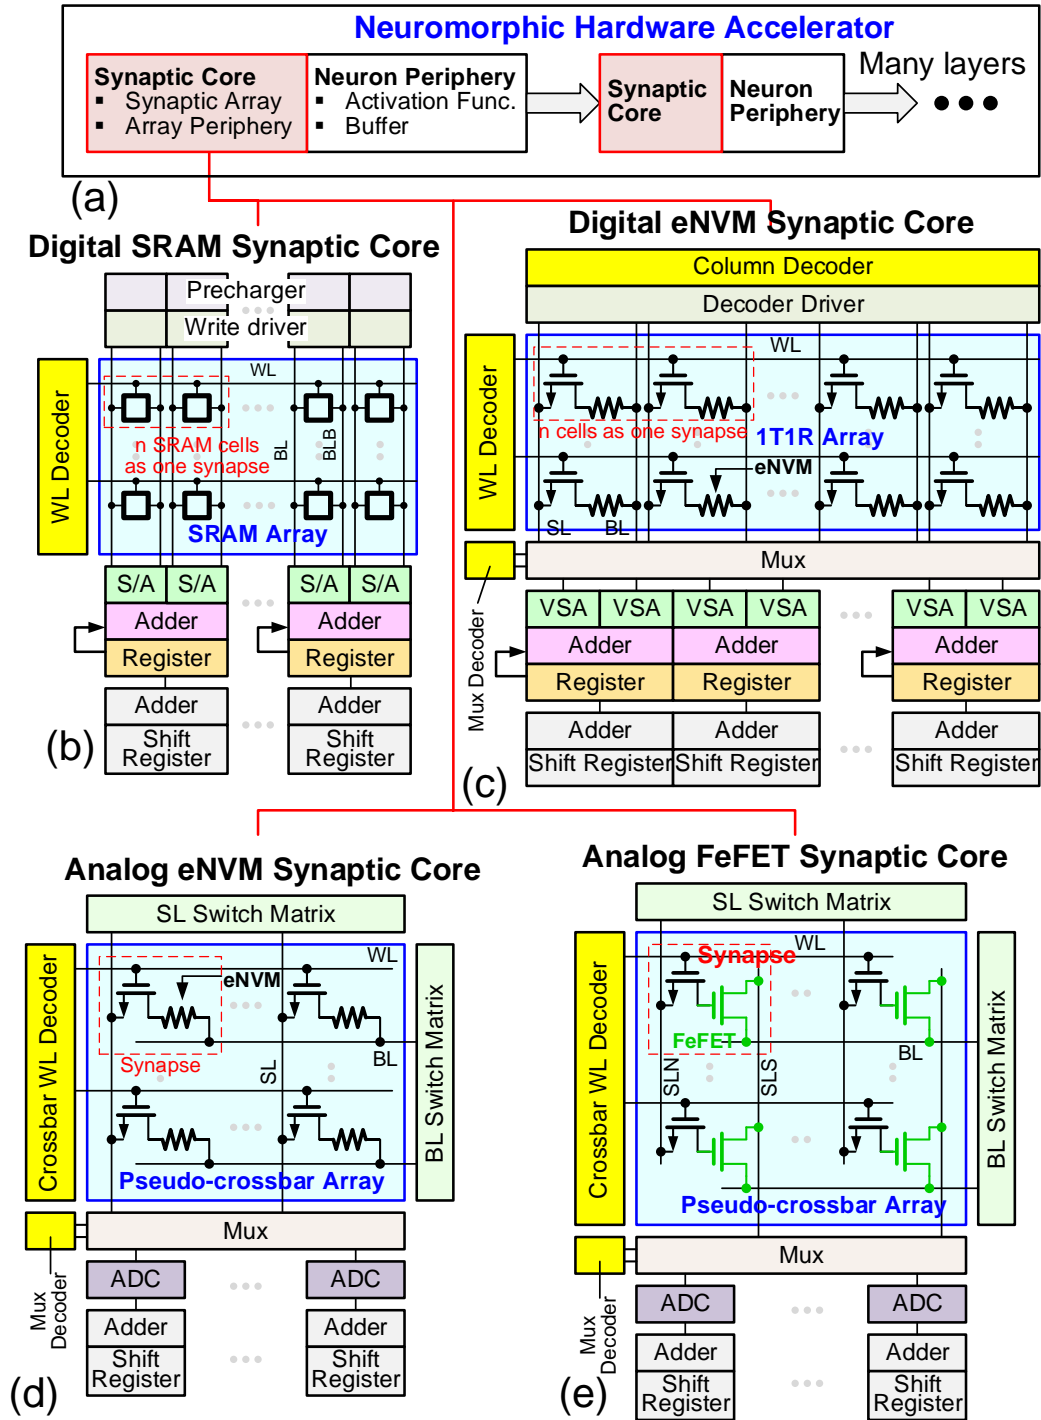 Neuromorphic Hardware Accelerator
Synaptic Core
▪ Synaptic Array
▪ Array Periphery
Neuron Periphery
▪ Activation Func.
▪ Buffer
Synaptic
Core
Neuron
Periphery
Many layers
(a)
Digital SRAM Synaptic Core
Precharger
Write driver
WL Decoder
WL
n SRAM cells
as one synapse
BL
BLB
SRAM Array
S/A
S/A
S/A
S/A
Adder
Adder
Register
Register
Adder
Adder
Shift
Register
Shift
Register
(b)
Digital eNVM Synaptic Core
Column Decoder
Decoder Driver
WL Decoder
WL
n cells as one synapse
1T1R Array
eNVM
SL
BL
Mux
Mux Decoder
VSA
VSA
VSA
VSA
VSA
VSA
Adder
Adder
Adder
Register
Register
Register
Adder
Adder
Adder
Shift Register
Shift Register
Shift Register
(c)
Analog eNVM Synaptic Core
SL Switch Matrix
Crossbar WL Decoder
WL
eNVM
Synapse
SL
BL
BL Switch Matrix
Pseudo-crossbar Array
Mux
Mux
Decoder
ADC
ADC
Adder
Adder
Shift
Register
Shift
Register
(d)
Analog FeFET Synaptic Core
SL Switch Matrix
Crossbar WL Decoder
WL
Synapse
FeFET
SLN
SLS
BL
BL Switch Matrix
Pseudo-crossbar Array
Mux
Mux
Decoder
ADC
ADC
Adder
Adder
Shift
Register
Shift
Register
(e)